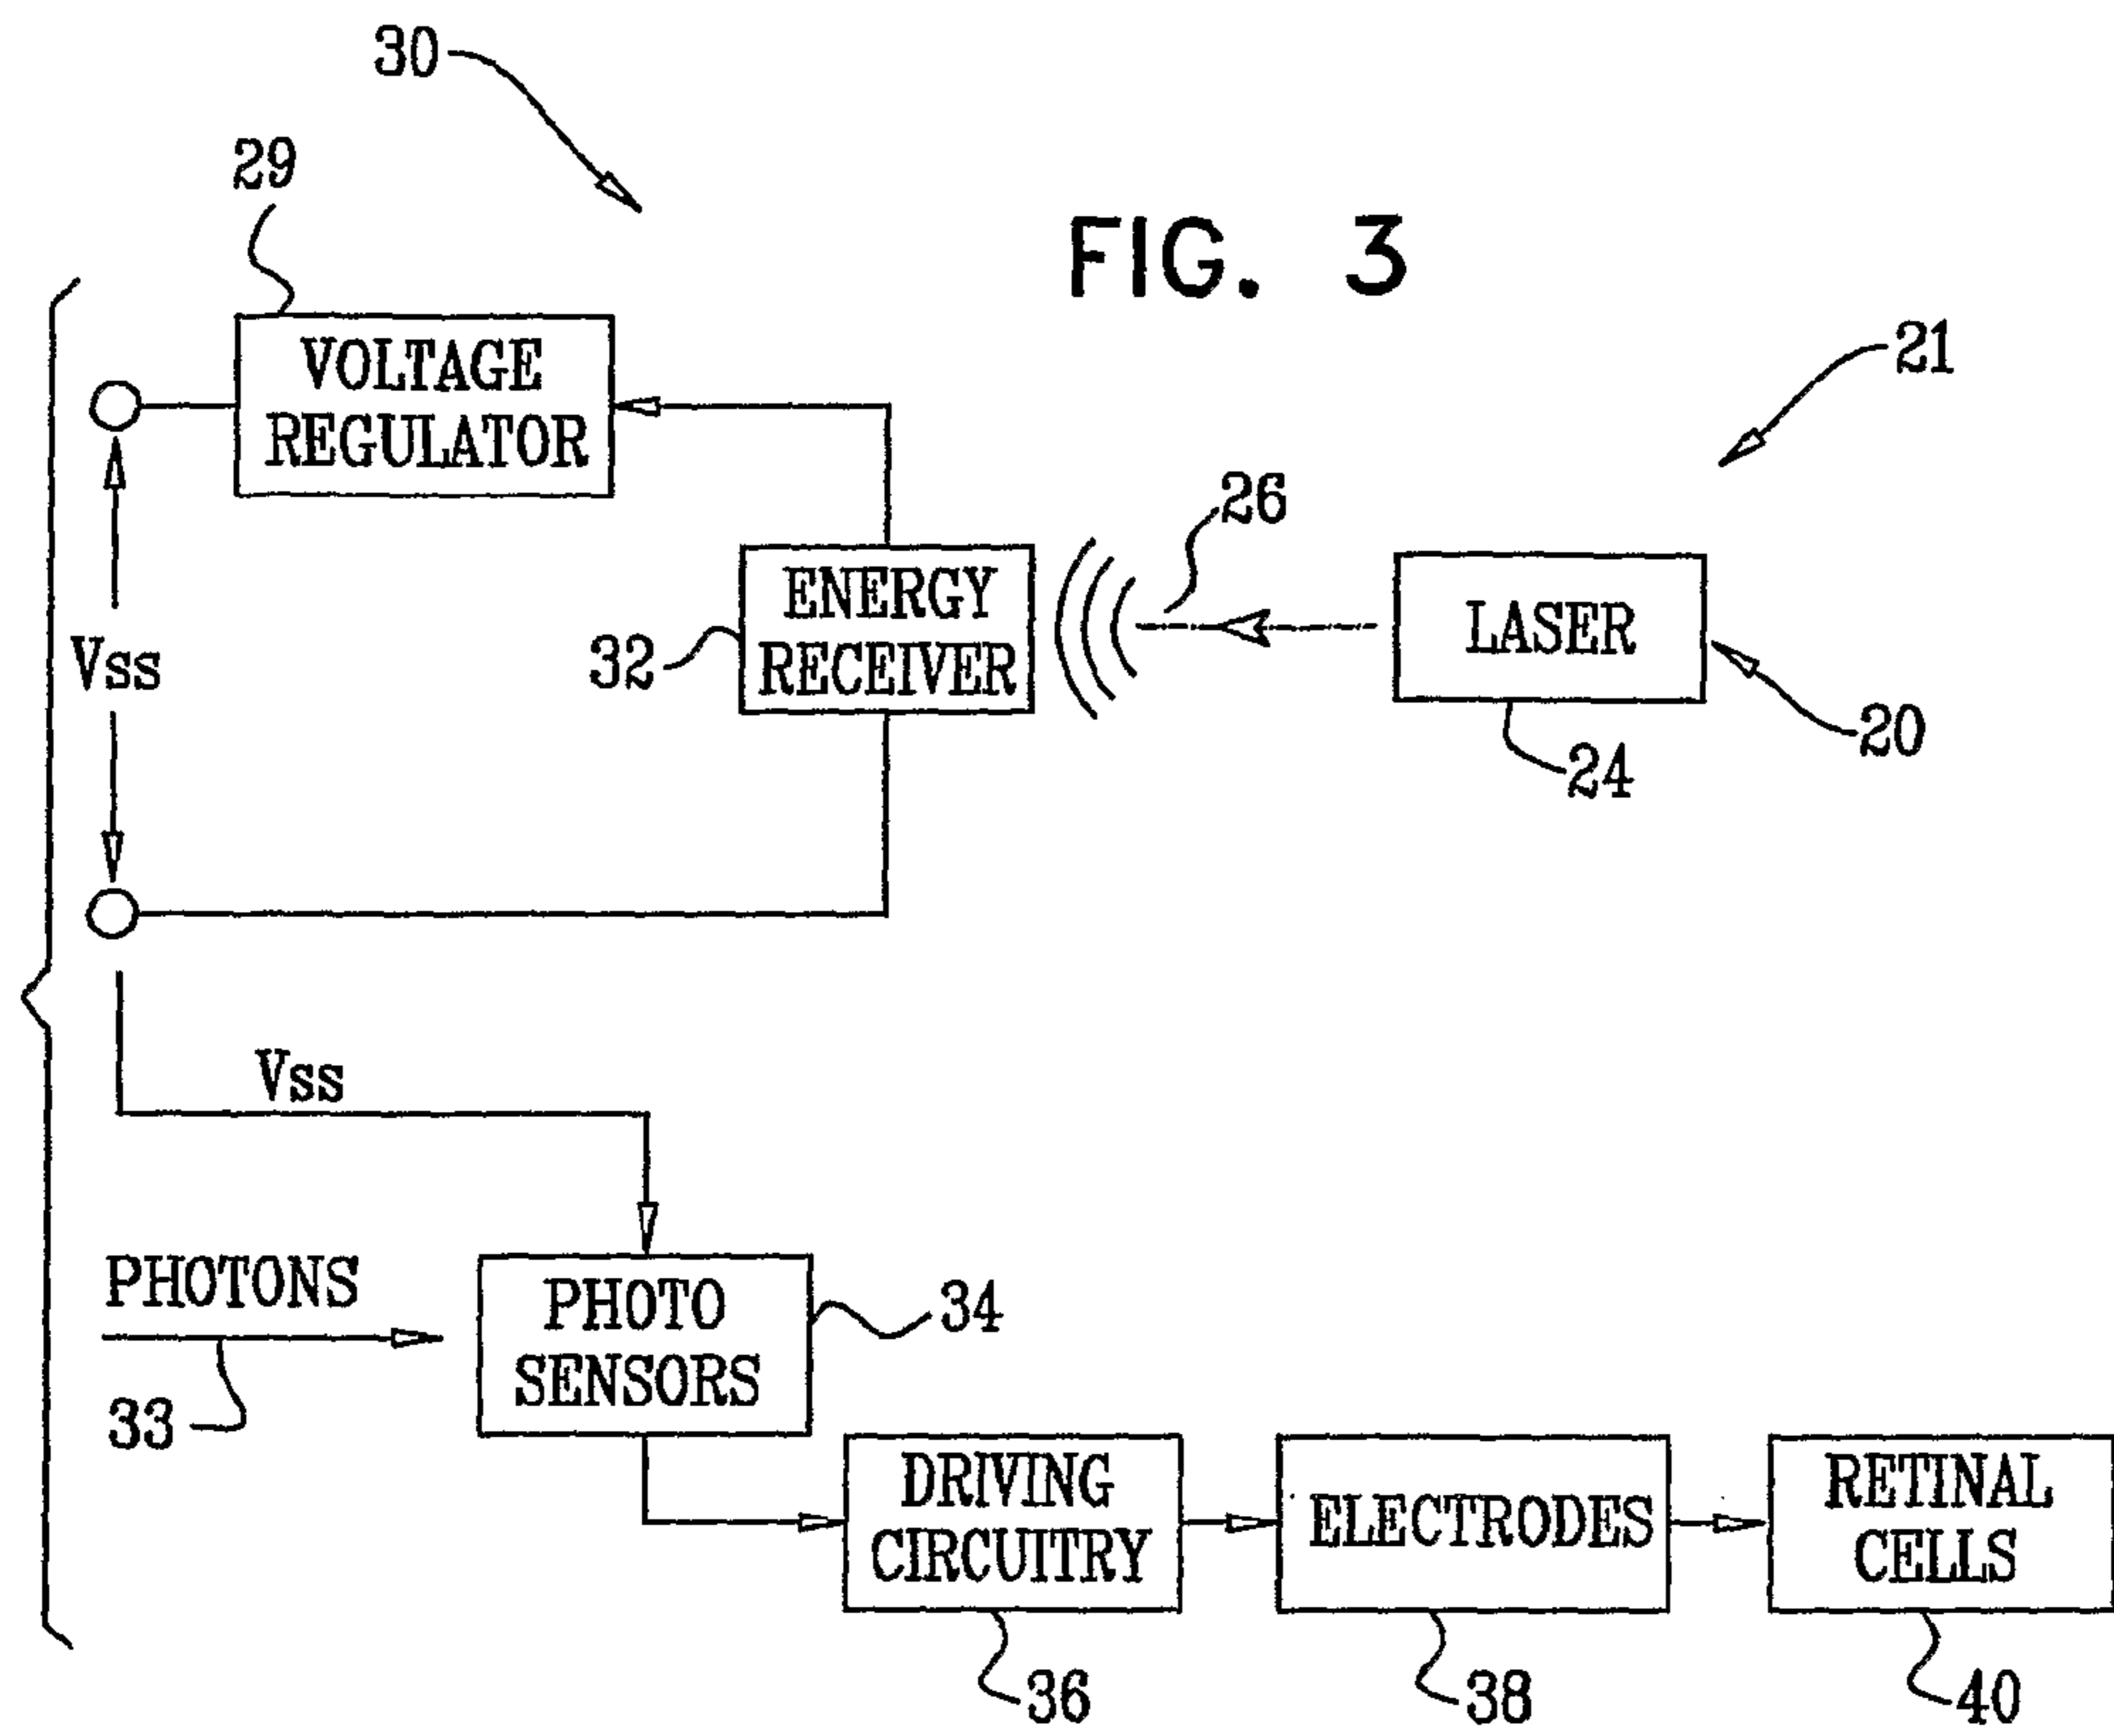 30
29
FIG. 3
21
VOLTAGE
REGULATOR
26
ENERGY
RECEIVER
32
LASER
20
24
Vss
Vss
PHOTONS
33
PHOTO
SENSORS
34
DRIVING
CIRCUITRY
36
ELECTRODES
38
RETINAL
CELLS
40